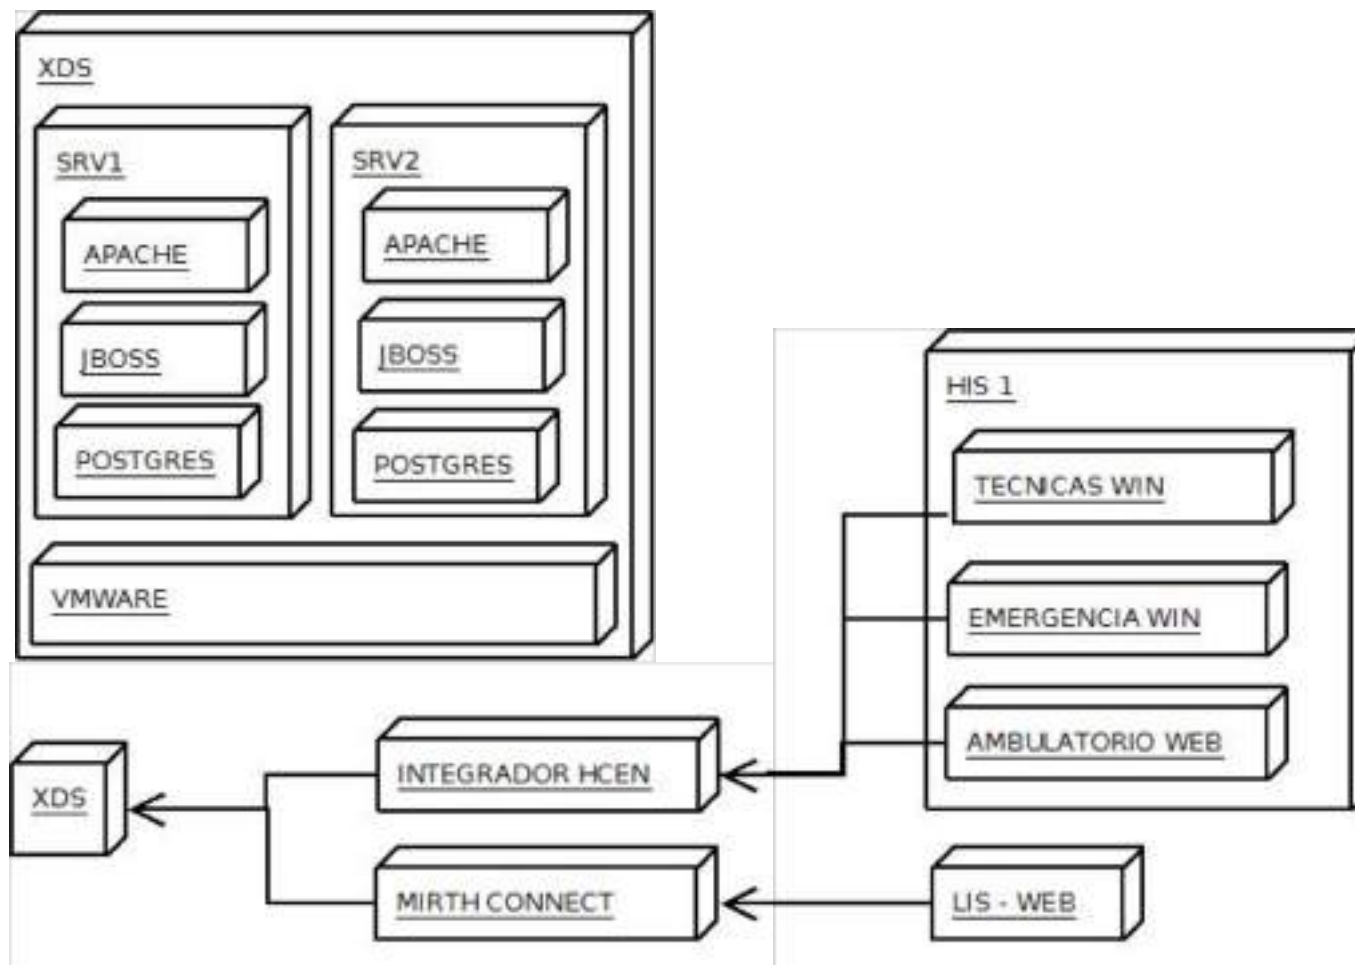 XDS
SRV1
APACHE
JBOSS
POSTGRES
SRV2
APACHE
JBOSS
POSTGRES
VMWARE
HIS 1
TECNICAS WIN
EMERGENCIA WIN
AMBULATORIO WEB
XDS
INTEGRADOR HCEN
MIRTH CONNECT
LIS - WEB